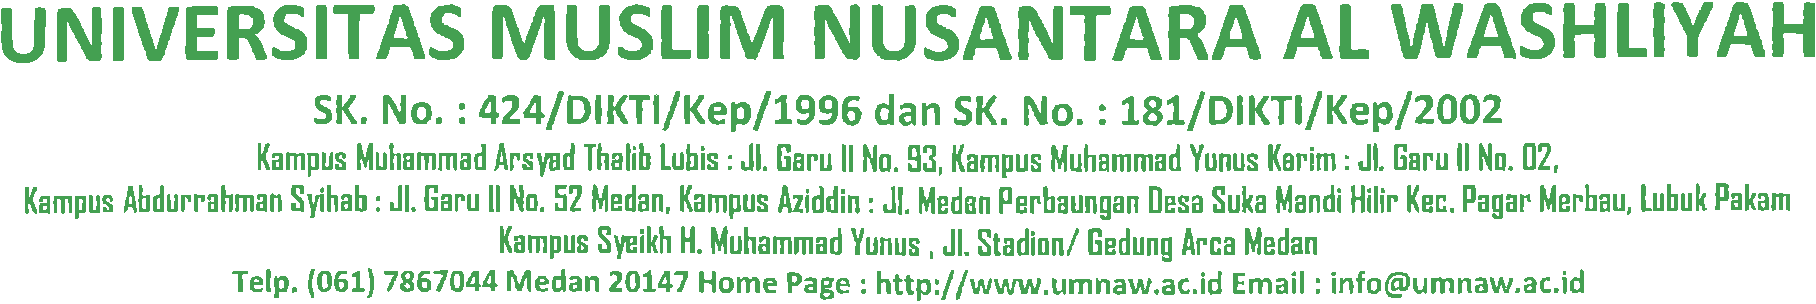 UNIVERSITAS MUSLIM NUSANTARA AL WASHLIYAH
SK. No. : 424/DIKTI/Kep/1996 dan SK. No. : 181/DIKTI/Kep/2002
Kampus Muhammad Arsyad Thalib Lubis : Jl. Garu II No. 93, Kampus Muhammad Yunus Karim : Jl. Garu II No. 02,
Kampus Abdurrahman Syihab : Jl. Garu II No. 52 Medan, Kampus Aziddin : Jl. Medan Perbaungan Desa Suka Mandi Hilir Kec. Pagar Merbau, Lubuk Pakam
Kampus Syeikh H. Muhammad Yunus , Jl. Stadion/ Gedung Arca Medan
Telp. (061) 7867044 Medan 20147 Home Page : http://www.umnaw.ac.id Email : info@umnaw.ac.id